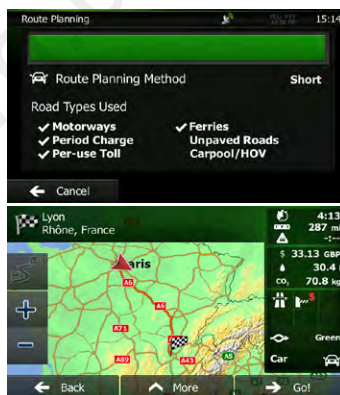 Route Planning 15:14
Route Planning Method Short
Road Types Used
Motorways Ferries
Period Charge Unpaved Roads
Per-use Toll Carpool/HOV
Cancel
Lyon 4:13
Rhône, France 287 mi
-:--
$ 33.13 GBP
aris 30.4
A6 CO₂ 70.8 kg
A6 $
A71
Green
A89 A43 A5 Car
Back More Go!